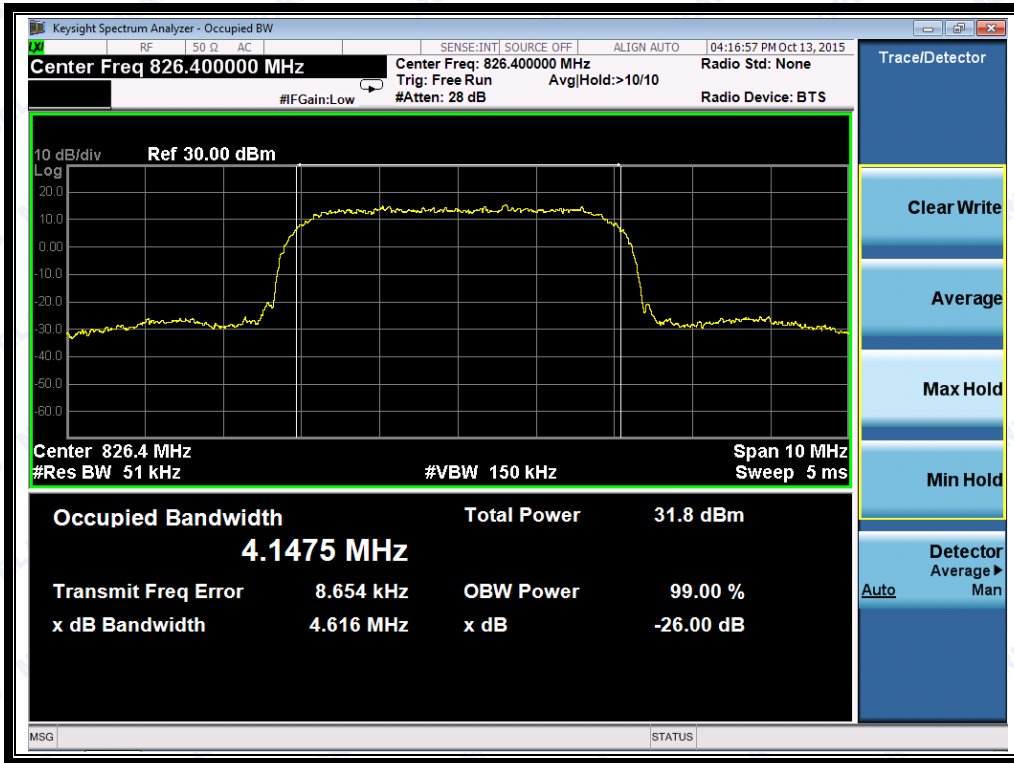 Keysight Spectrum Analyzer - Occupied BW
LXI RF 50 Ω AC SENSE:INT SOURCE OFF ALIGN AUTO 04:16:57 PM Oct 13, 2015
Center Freq 826.400000 MHz Center Freq: 826.400000 MHz Radio Std: None
Trig: Free Run Avg|Hold:>10/10
#IFGain:Low #Atten: 28 dB Radio Device: BTS
Trace/Detector
10 dB/div Ref 30.00 dBm
Log
20.0
10.0
0.00
-10.0
-20.0
-30.0
-40.0
-50.0
-60.0
Center 826.4 MHz Span 10 MHz
#Res BW 51 kHz #VBW 150 kHz Sweep 5 ms
Occupied Bandwidth Total Power 31.8 dBm
4.1475 MHz
Transmit Freq Error 8.654 kHz OBW Power 99.00 %
x dB Bandwidth 4.616 MHz x dB -26.00 dB
Clear Write
Average
Max Hold
Min Hold
Detector
Average
Auto Man
MSG STATUS